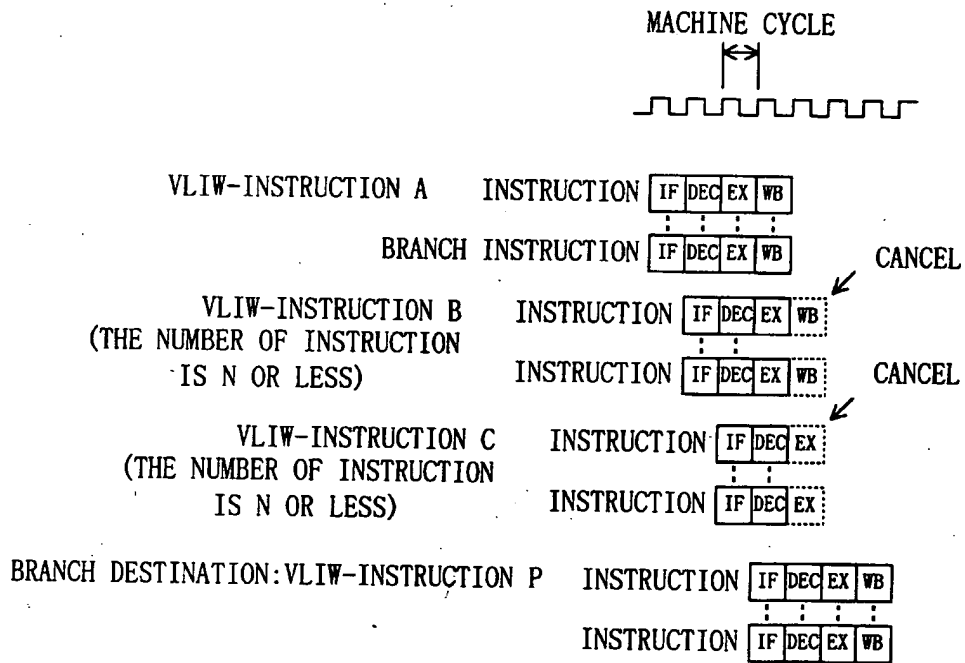 MACHINE CYCLE
VLIW-INSTRUCTION A INSTRUCTION IF DEC EX WB
BRANCH INSTRUCTION IF DEC EX WB
CANCEL
VLIW-INSTRUCTION B INSTRUCTION IF DEC EX WB
(THE NUMBER OF INSTRUCTION
IS N OR LESS) INSTRUCTION IF DEC EX WB
CANCEL
VLIW-INSTRUCTION C INSTRUCTION IF DEC EX
(THE NUMBER OF INSTRUCTION
IS N OR LESS) INSTRUCTION IF DEC EX
BRANCH DESTINATION:VLIW-INSTRUCTION P INSTRUCTION IF DEC EX WB
INSTRUCTION IF DEC EX WB